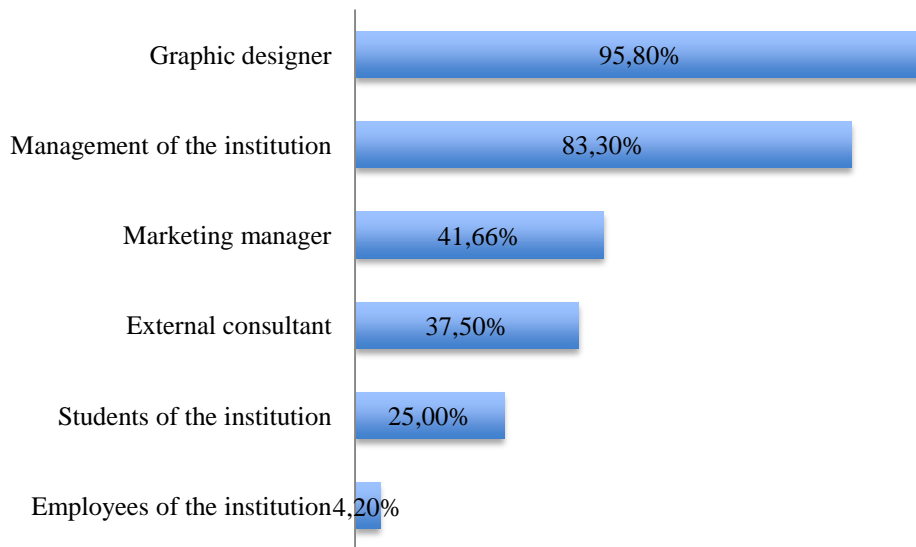 Graphic designer 95,80%
Management of the institution 83,30%
Marketing manager 41,66%
External consultant 37,50%
Students of the institution 25,00%
Employees of the institution 4,20%